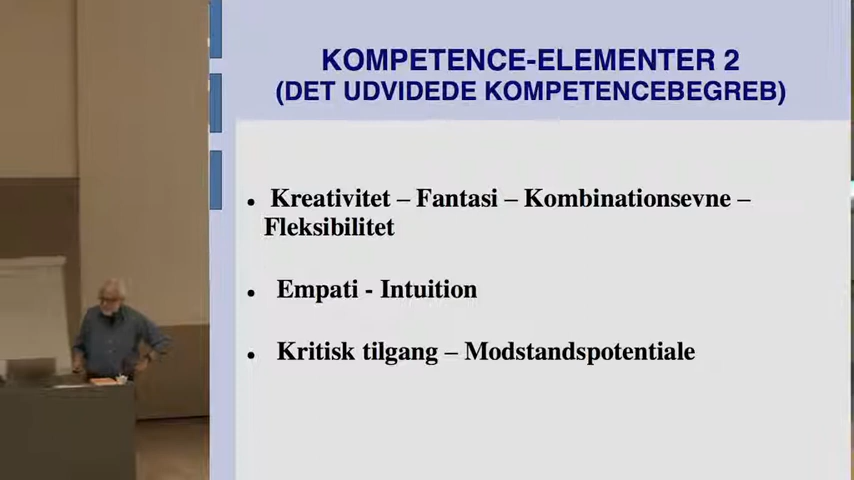 KOMPETENCE-ELEMENTER 2
(DET UDVIDEDE KOMPETENCEBEGREB)
• Kreativitet – Fantasi – Kombinationsevne –
Fleksibilitet
• Empati - Intuition
• Kritisk tilgang – Modstandspotentiale